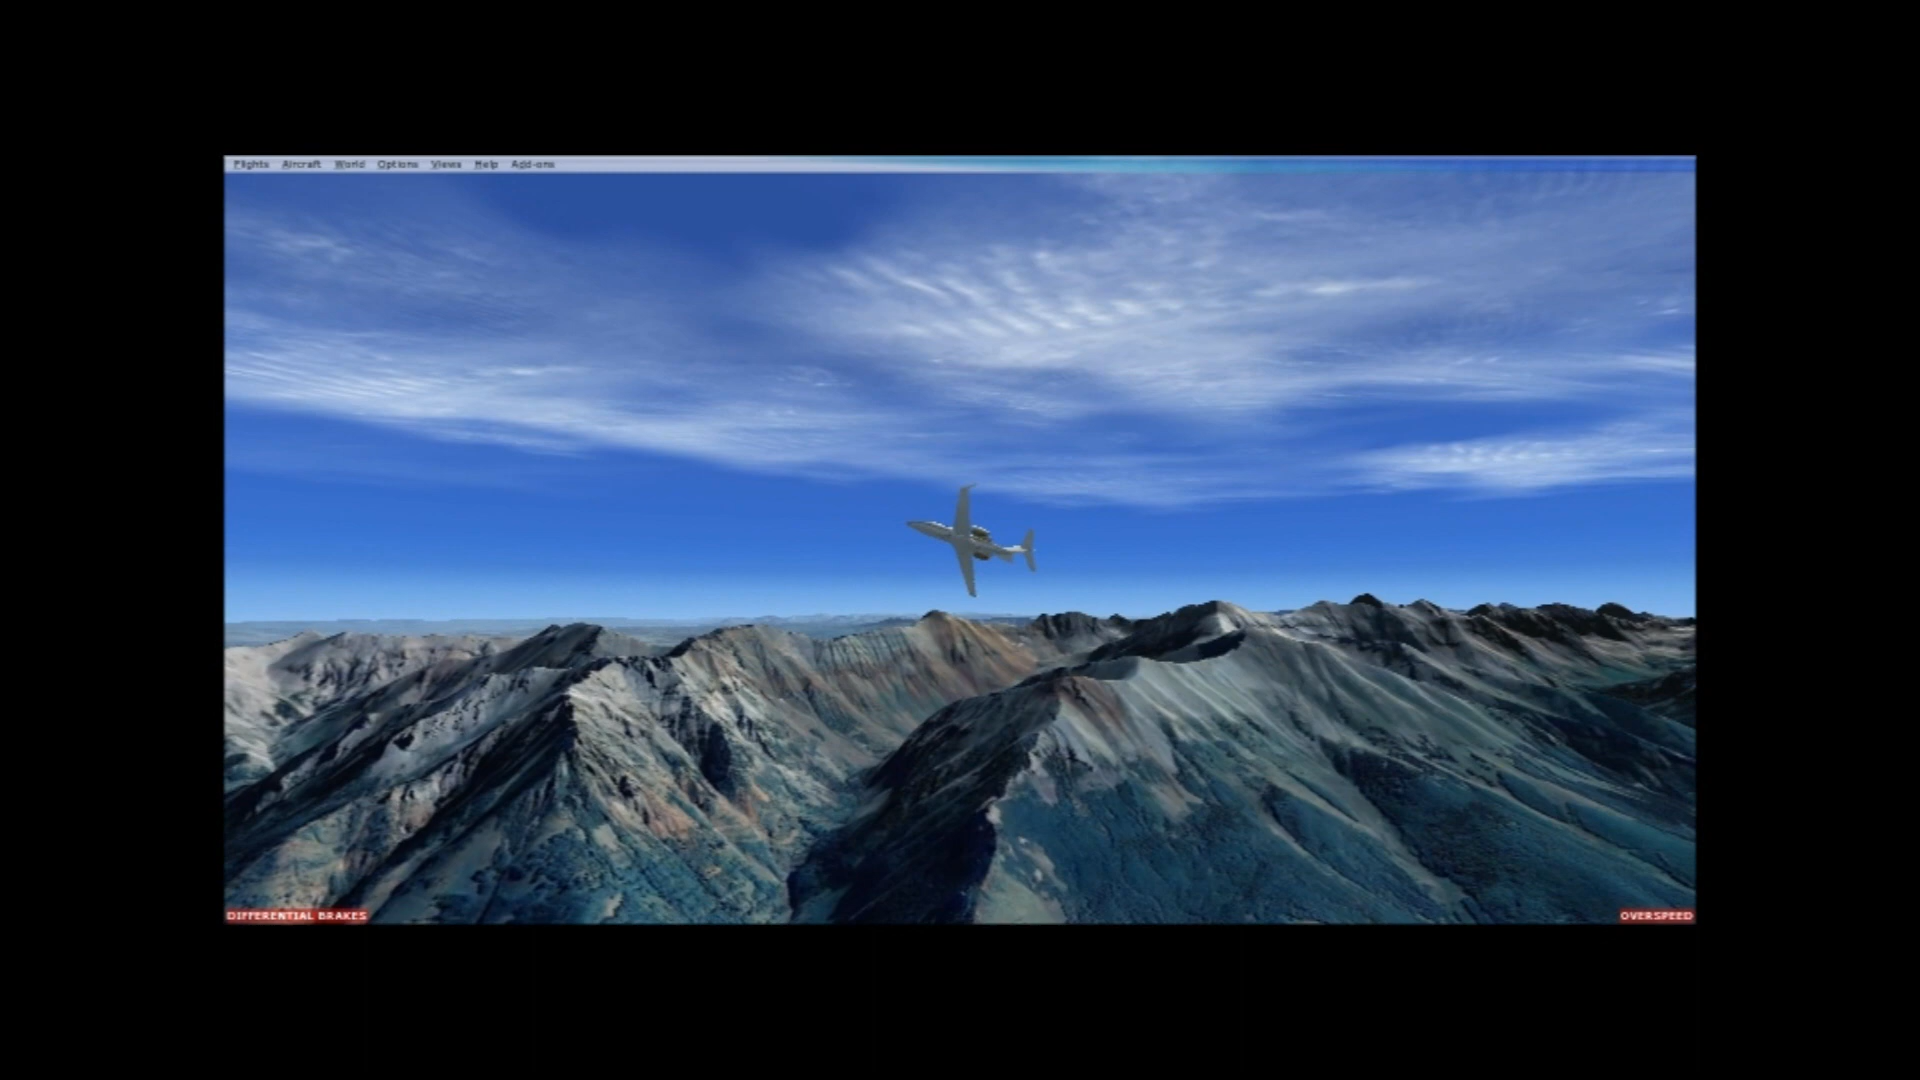 Flights Aircraft World Options Views Help Add-ons
DIFFERENTIAL BRAKES
OVERSPEED